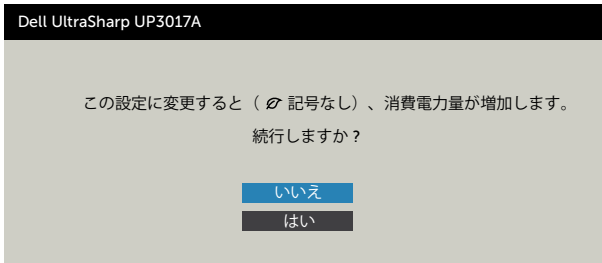 Dell UltraSharp UP3017A
この設定に変更すると（ 記号なし）、消費電力量が増加します。
続行しますか？
いいえ
はい